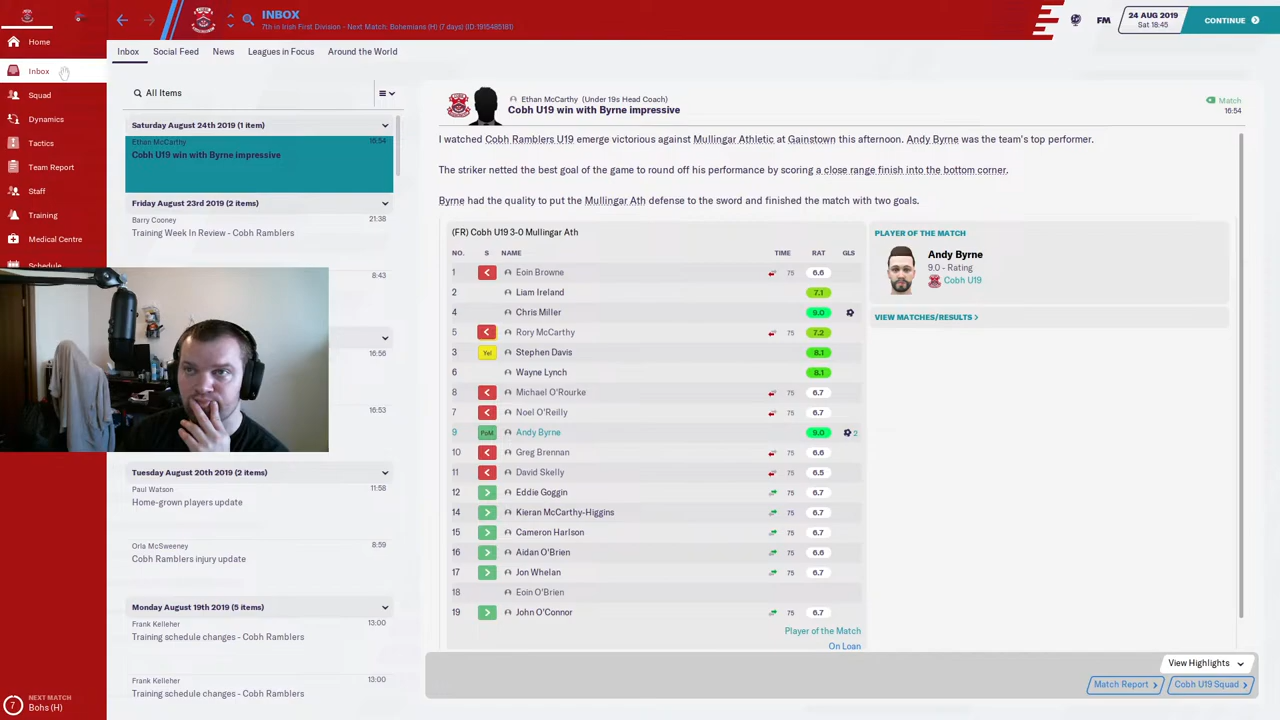 INBOX
7th in Irish First Division - Next Match: Bohemians (H) (7 days) (ID:1915485181)
FM
24 AUG 2019
Sat 18:45
CONTINUE
Home
Inbox
Squad
Dynamics
Tactics
Team Report
Staff
Training
Medical Centre
Schedule
NEXT MATCH
7
Bohs (H)
Inbox
Social Feed
News
Leagues in Focus
Around the World
All Items
Saturday August 24th 2019 (1 item)
Ethan McCarthy 16:54
Cobh U19 win with Byrne impressive
Friday August 23rd 2019 (2 items)
Barry Cooney 21:38
Training Week In Review - Cobh Ramblers
8:43
16:56
16:53
Tuesday August 20th 2019 (2 items)
Paul Watson 11:58
Home-grown players update
Orla McSweeney 8:59
Cobh Ramblers injury update
Monday August 19th 2019 (5 items)
Frank Kelleher 13:00
Training schedule changes - Cobh Ramblers
Frank Kelleher 13:00
Training schedule changes - Cobh Ramblers
Ethan McCarthy (Under 19s Head Coach)
Cobh U19 win with Byrne impressive
Match
16:54
I watched Cobh Ramblers U19 emerge victorious against Mullingar Athletic at Gainstown this afternoon. Andy Byrne was the team's top performer.
The striker netted the best goal of the game to round off his performance by scoring a close range finish into the bottom corner.
Byrne had the quality to put the Mullingar Ath defense to the sword and finished the match with two goals.
(FR) Cobh U19 3-0 Mullingar Ath
NO. S NAME TIME RAT GLS
1 Eoin Browne 75 6.6
2 Liam Ireland 7.1
4 Chris Miller 9.0
5 Rory McCarthy 75 7.2
3 Yel Stephen Davis 8.1
6 Wayne Lynch 8.1
8 Michael O'Rourke 75 6.7
7 Noel O'Reilly 75 6.7
9 PoM Andy Byrne 9.0 2
10 Greg Brennan 75 6.6
11 David Skelly 75 6.5
12 Eddie Goggin 75 6.7
14 Kieran McCarthy-Higgins 75 6.7
15 Cameron Harlson 75 6.7
16 Aidan O'Brien 75 6.6
17 Jon Whelan 75 6.7
18 Eoin O'Brien
19 John O'Connor 75 6.7
Player of the Match
On Loan
PLAYER OF THE MATCH
Andy Byrne
9.0 - Rating
Cobh U19
VIEW MATCHES/RESULTS >
View Highlights
Match Report >
Cobh U19 Squad >